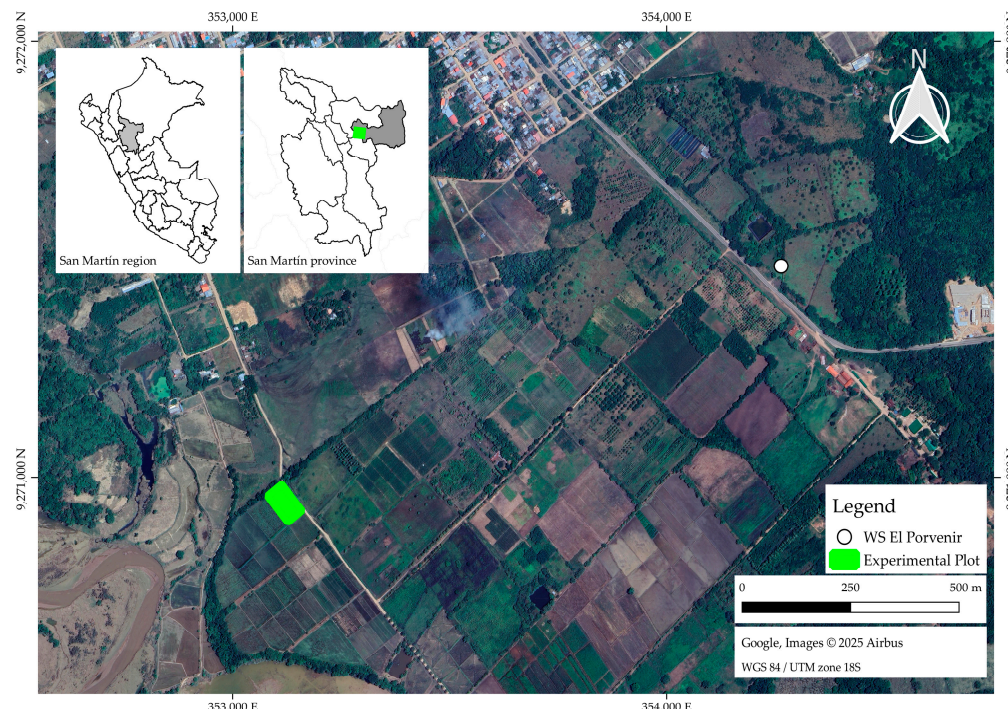 353,000 E
354,000 E
9,272,000 N
N
San Martín region
San Martín province
9,271,000 N
Legend
WS El Porvenir
Experimental Plot
0 250 500 m
Google, Images © 2025 Airbus
WGS 84 / UTM zone 18S
353,000 E
354,000 E